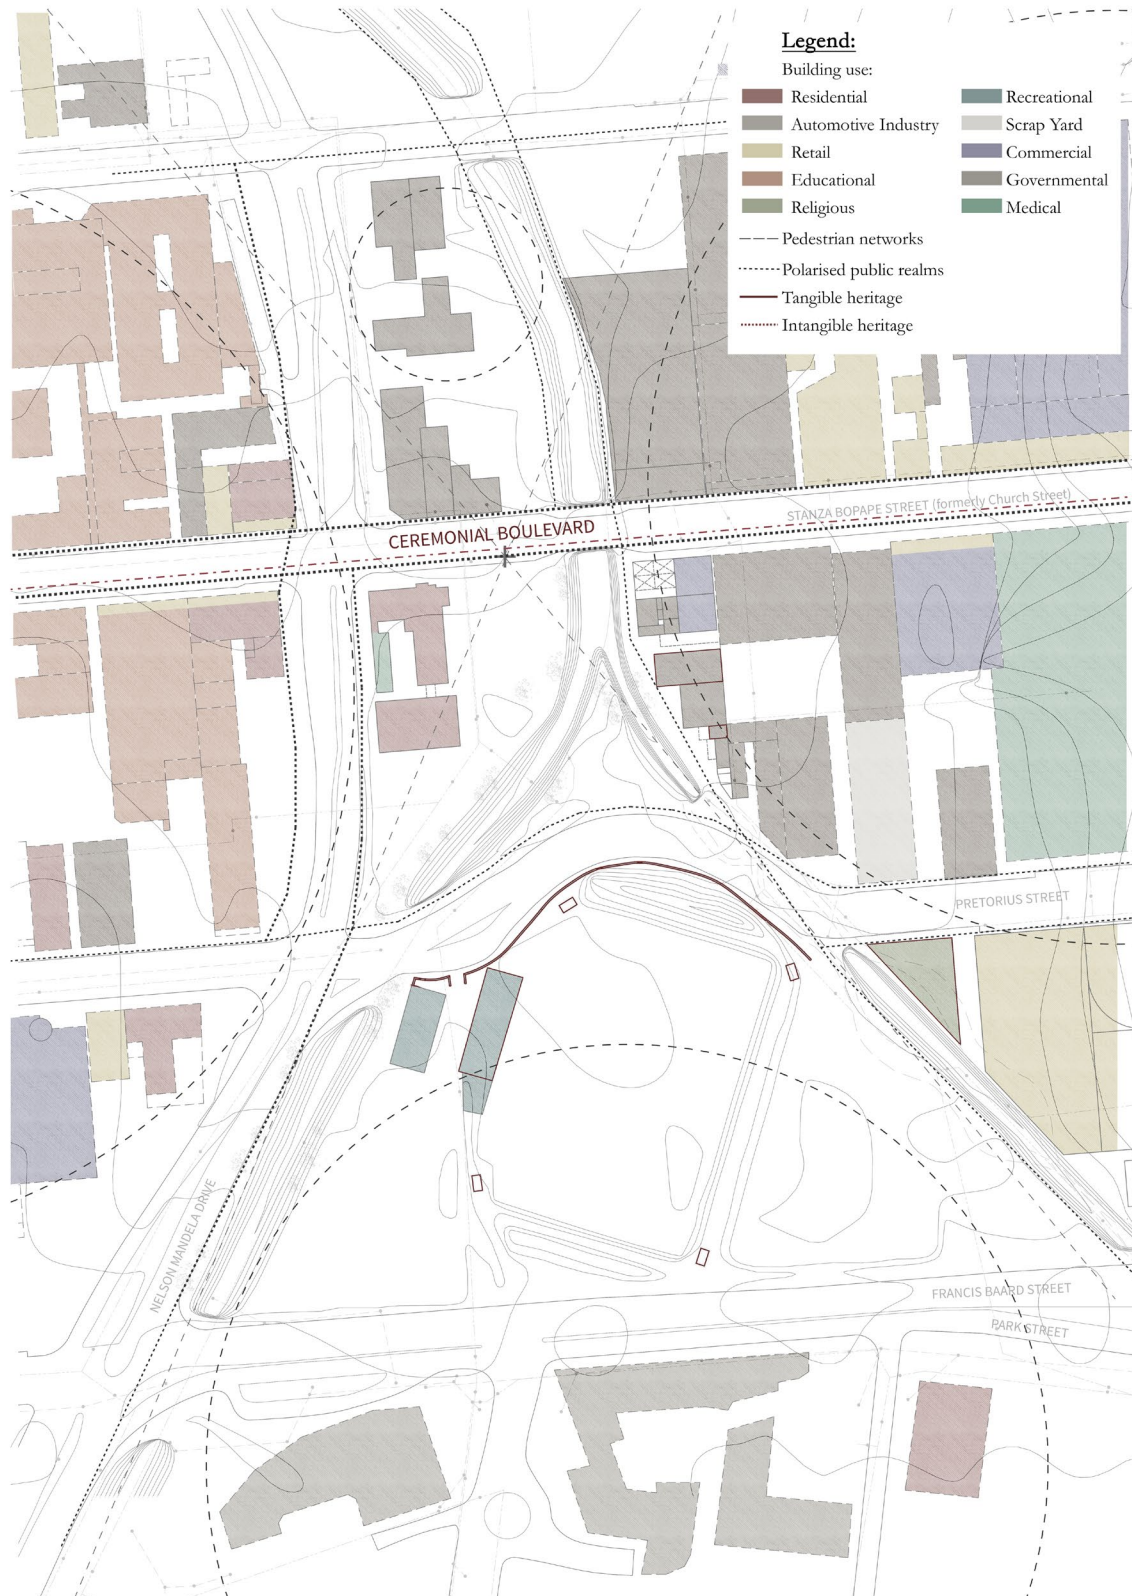 Legend:
Building use:
Residential
Recreational
Automotive Industry
Scrap Yard
Retail
Commercial
Educational
Governmental
Religious
Medical
Pedestrian networks
Polarised public realms
Tangible heritage
Intangible heritage
STANZA BOPAPE STREET (formerly Church Street)
CEREMONIAL BOULEVARD
PRETORIUS STREET
NELSON MANDELA DRIVE
FRANCIS BAARD STREET
PARK STREET